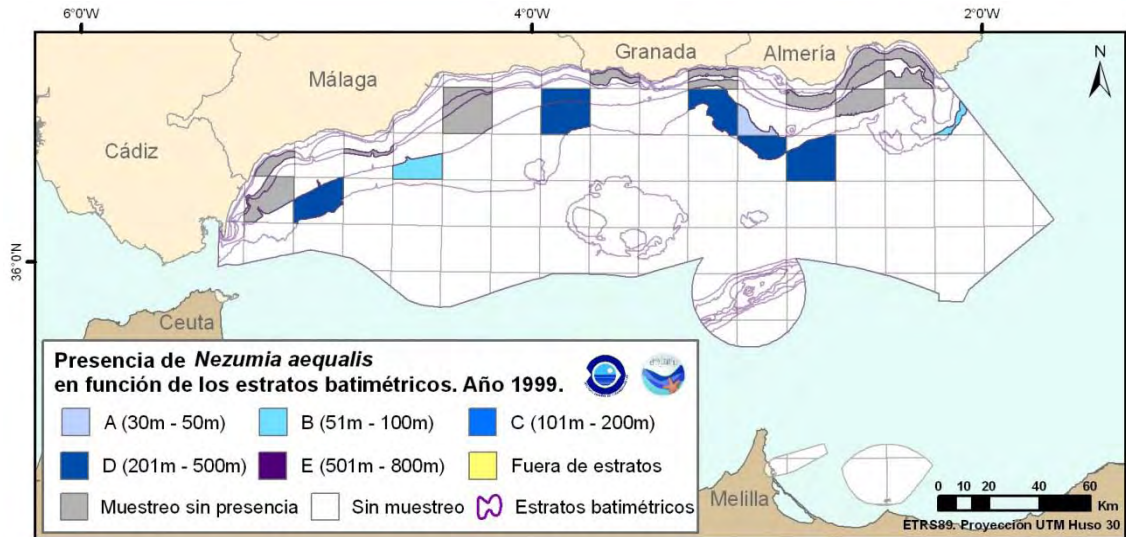 6°0'O 4°0'O 2°0'O
Granada Almería N
Málaga
Cádiz
36°0'N
Ceuta
Presencia de Nezumia aequalis
en función de los estratos batimétricos. Año 1999.
A (30m - 50m) B (51m - 100m) C (101m - 200m)
D (201m - 500m) E (501m - 800m) Fuera de estratos
Muestreo sin presencia Sin muestreo Estratos batimétricos
Melilla
0 10 20 40 60
Km
ETRS89. Proyección UTM Huso 30